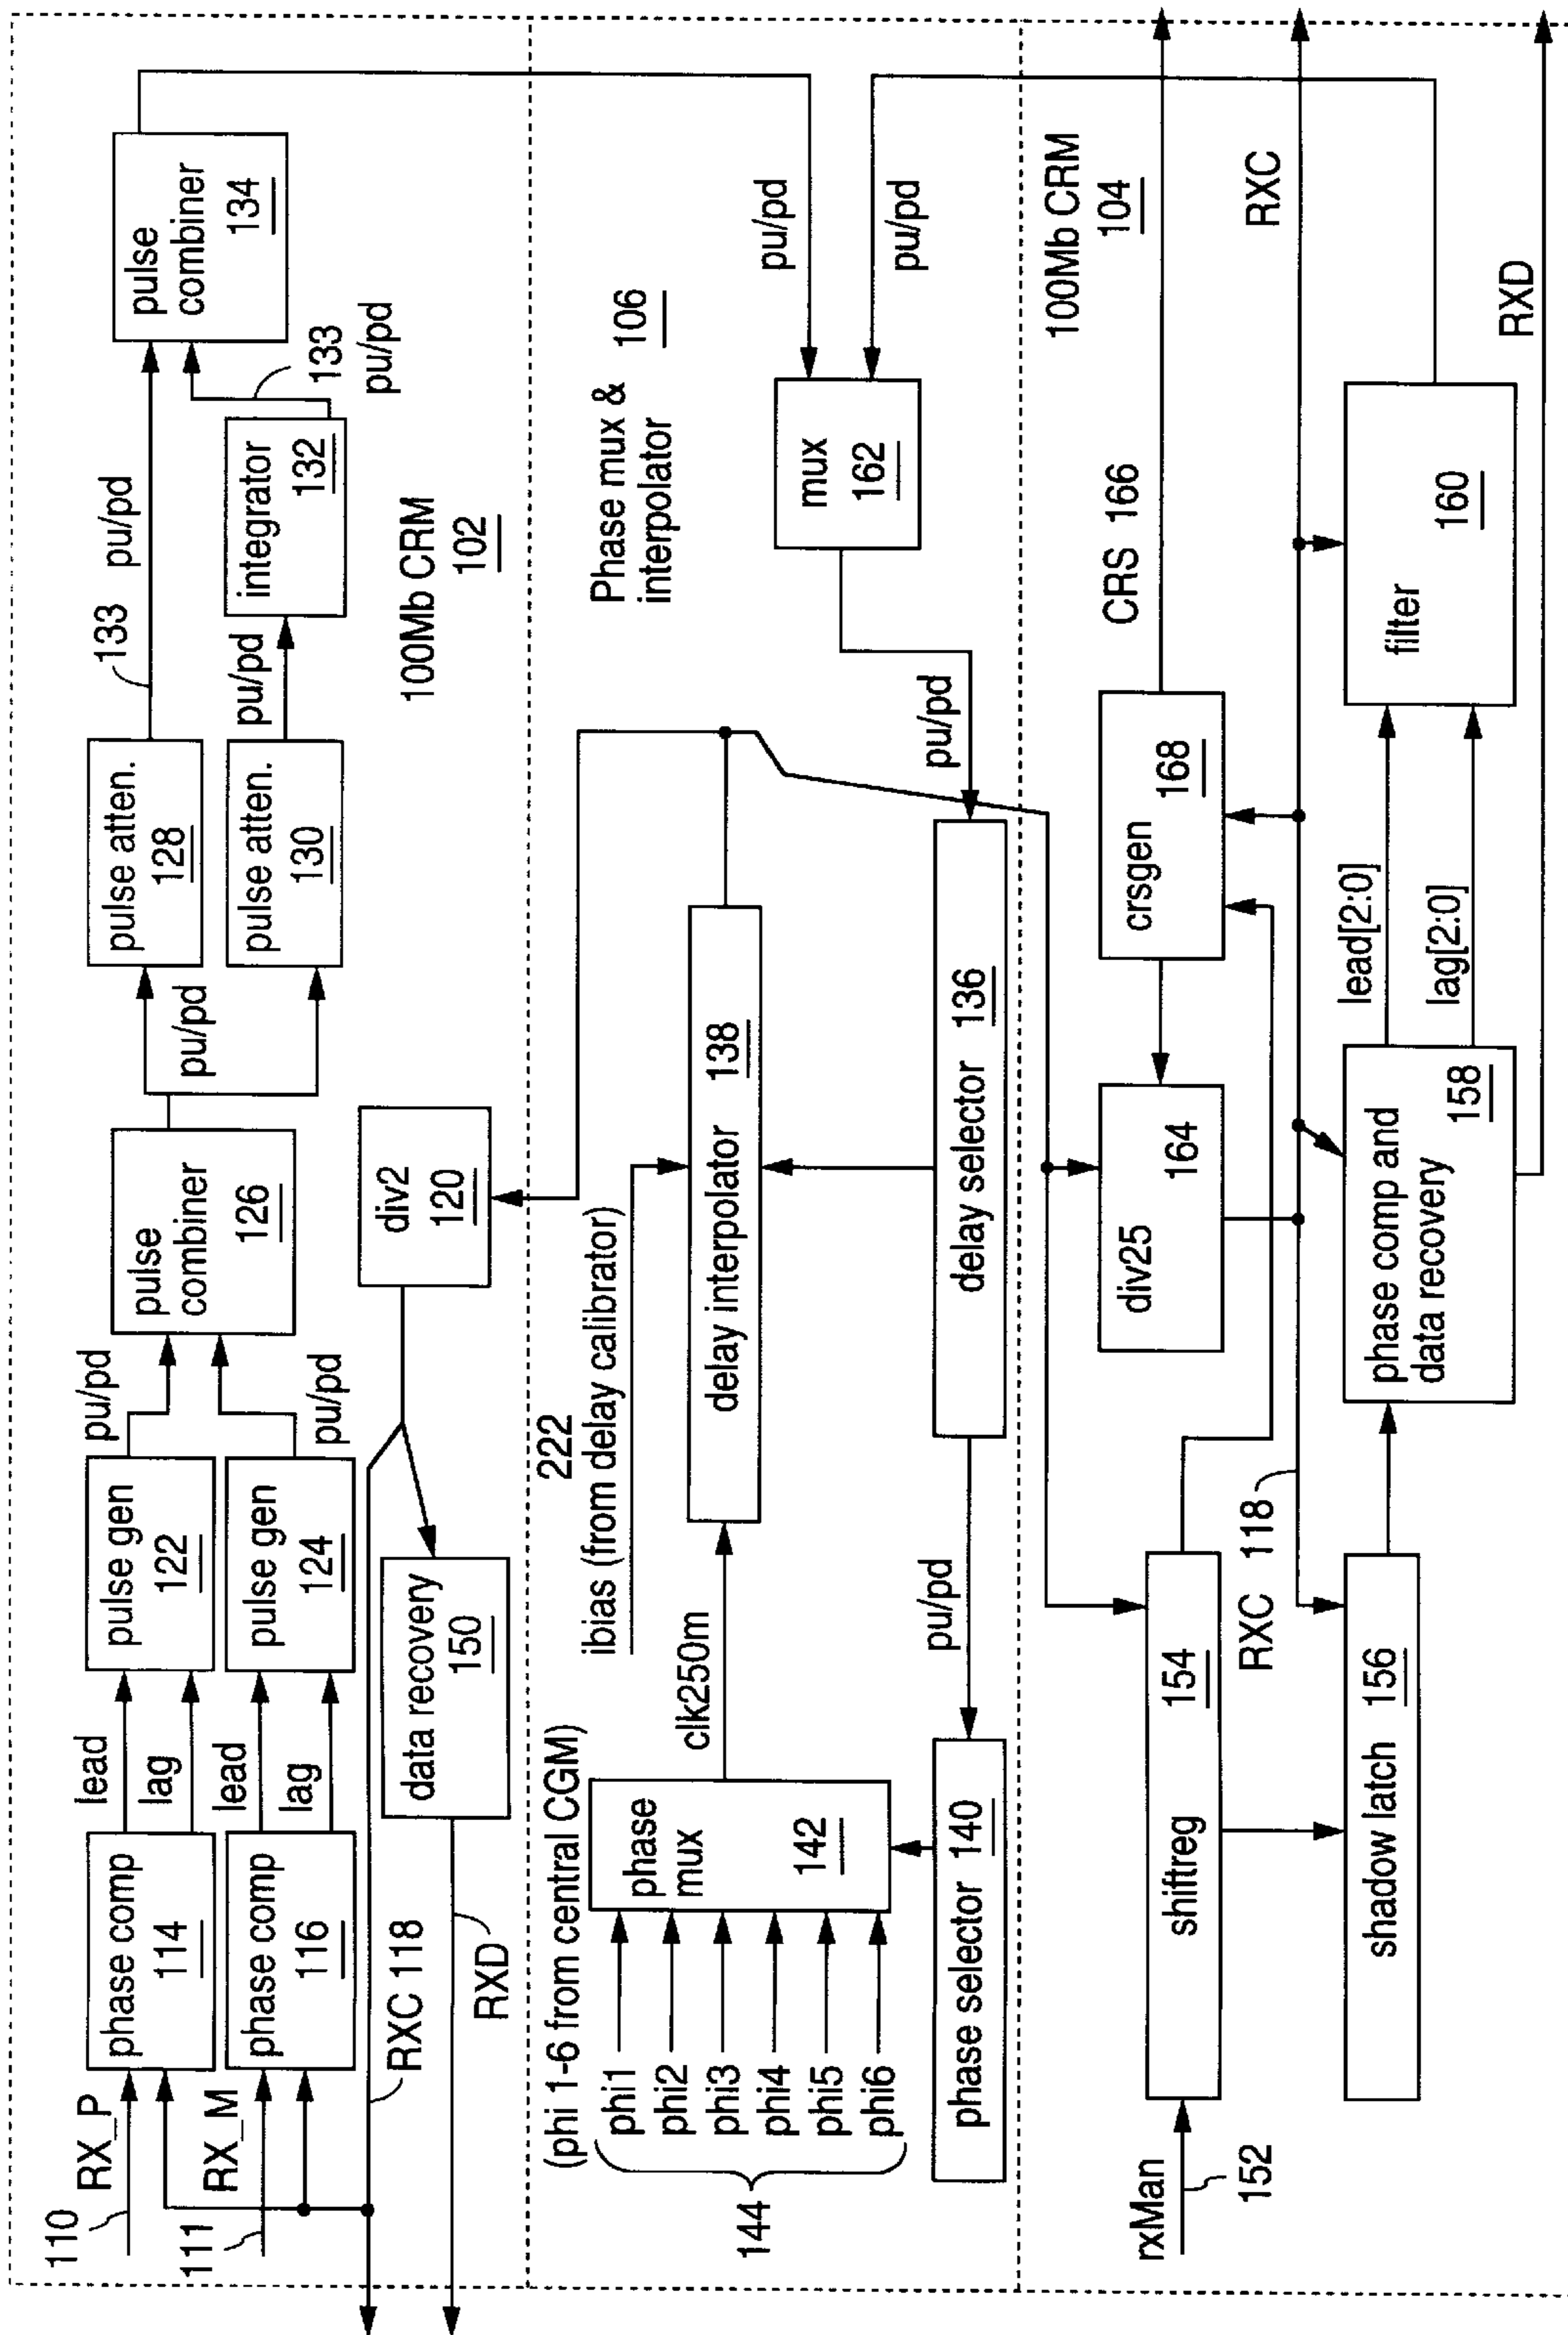 110
RX_P
111
RX_M
phase comp
114
phase comp
116
lead
lag
lead
lag
pulse gen
122
pulse gen
124
pu/pd
pu/pd
pulse
combiner
126
pu/pd
pulse atten.
128
pulse atten.
130
133
pu/pd
pu/pd
integrator
132
133
pu/pd
pulse
combiner
134
RXC 118
RXD
data recovery
150
div2
120
100Mb CRM
102
(phi 1-6 from central CGM)
144
phi1
phi2
phi3
phi4
phi5
phi6
phase
mux
142
phase selector 140
clk250m
222
ibias (from delay calibrator)
delay interpolator 138
pu/pd
delay selector 136
pu/pd
Phase mux &
interpolator
106
mux
162
pu/pd
pu/pd
rxMan
152
shiftreg
154
shadow latch 156
RXC 118
div25
164
crsgen
168
CRS 166
100Mb CRM
104
RXC
phase comp and
data recovery
158
lead[2:0]
lag[2:0]
filter
160
RXD